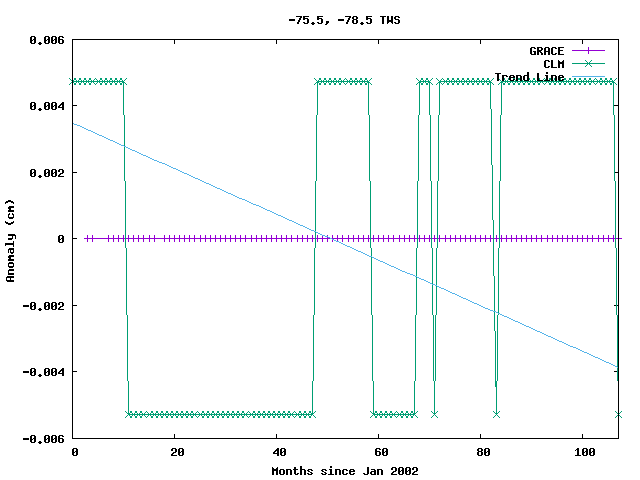 -75.5, -78.5 TWS
0.006
0.004
0.002
0
-0.002
-0.004
-0.006
Anomaly (cm)
GRACE
CLM
Trend Line
0 20 40 60 80 100
Months since Jan 2002